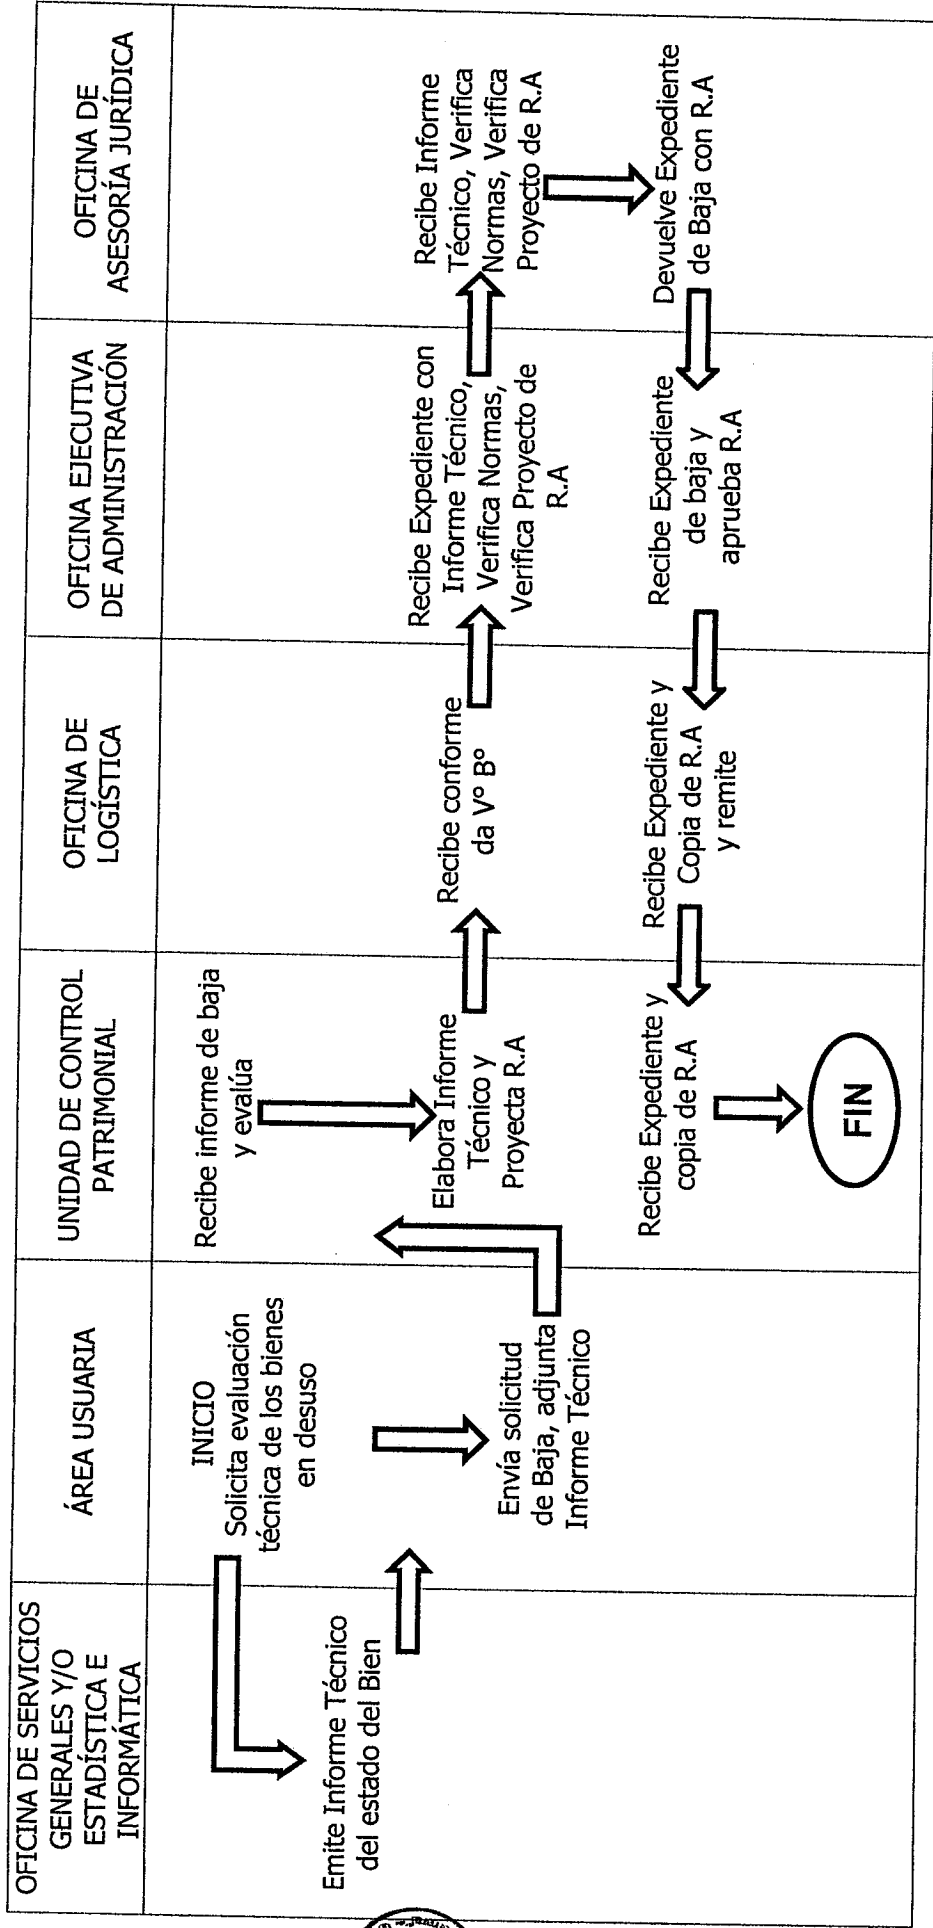 OFICINA DE SERVICIOS
GENERALES Y/O
ESTADÍSTICA E
INFORMÁTICA
ÁREA USUARIA
UNIDAD DE CONTROL
PATRIMONIAL
OFICINA DE
LOGÍSTICA
OFICINA EJECUTIVA
DE ADMINISTRACIÓN
OFICINA DE
ASESORÍA JURÍDICA
INICIO
Solicita evaluación
técnica de los bienes
en desuso
Emite Informe Técnico
del estado del Bien
Envía solicitud
de Baja, adjunta
Informe Técnico
Recibe informe de baja
y evalúa
Elabora Informe
Técnico y
Proyecta R.A
Recibe conforme
da V° B°
Recibe Expediente con
Informe Técnico,
Verifica Normas,
Verifica Proyecto de
R.A
Recibe Informe
Técnico, Verifica
Normas, Verifica
Proyecto de R.A
Devuelve Expediente
de Baja con R.A
Recibe Expediente
de baja y
aprueba R.A
Recibe Expediente y
Copia de R.A
y remite
Recibe Expediente y
copia de R.A
FIN